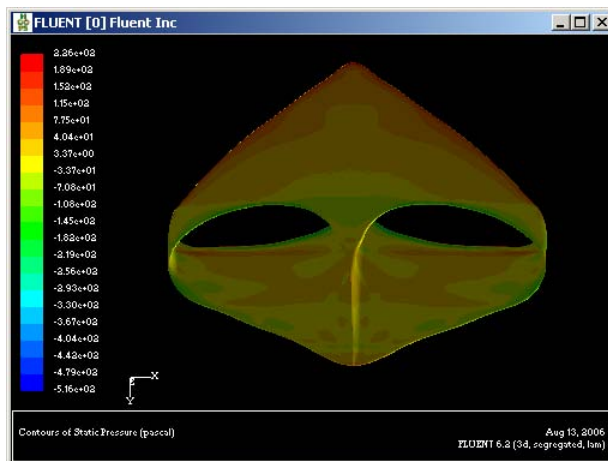 FLUENT [0] Fluent Inc
2.26e+02
1.89e+02
1.52e+02
1.15e+02
7.75e+01
4.04e+01
3.37e+00
-3.37e+01
-7.08e+01
-1.08e+02
-1.45e+02
-1.82e+02
-2.19e+02
-2.56e+02
-2.93e+02
-3.30e+02
-3.67e+02
-4.04e+02
-4.42e+02
-4.79e+02
-5.16e+02
X
Z
Y
Contours of Static Pressure (pascal)
Aug 13, 2006
FLUENT 6.2 (3d, segregated, lam)